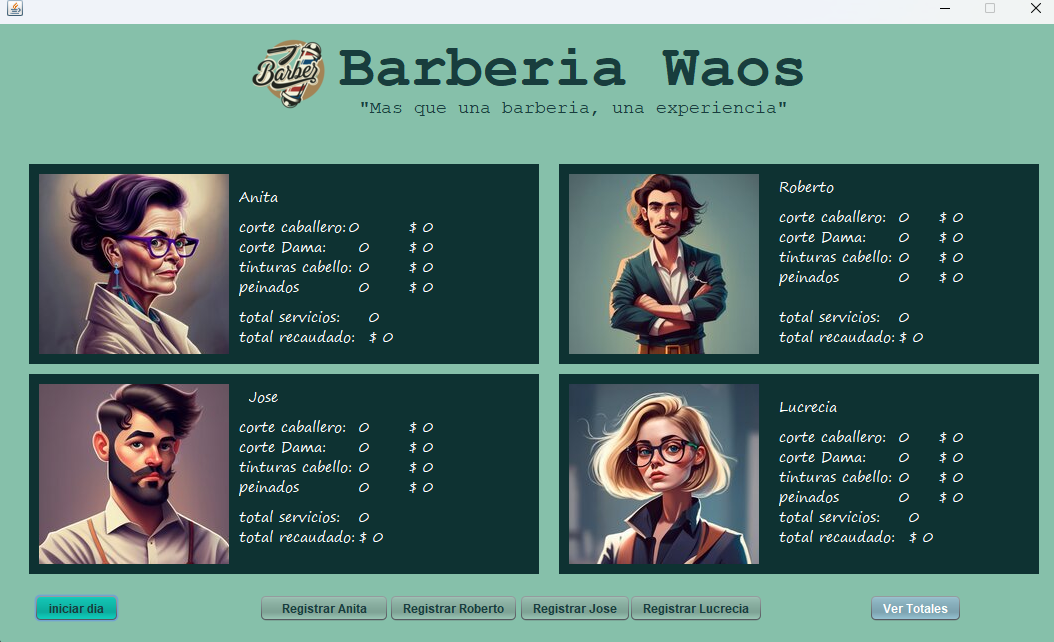 Barber
Barberia Waos
"Mas que una barberia, una experiencia"
Anita
corte caballero: 0 $ 0
corte Dama: 0 $ 0
tinturas cabello: 0 $ 0
peinados 0 $ 0
total servicios: 0
total recaudado: $ 0
Roberto
corte caballero: 0 $ 0
corte Dama: 0 $ 0
tinturas cabello: 0 $ 0
peinados 0 $ 0
total servicios: 0
total recaudado: $ 0
Jose
corte caballero: 0 $ 0
corte Dama: 0 $ 0
tinturas cabello: 0 $ 0
peinados 0 $ 0
total servicios: 0
total recaudado: $ 0
Lucrecia
corte caballero: 0 $ 0
corte Dama: 0 $ 0
tinturas cabello: 0 $ 0
peinados 0 $ 0
total servicios: 0
total recaudado: $ 0
iniciar dia
Registrar Anita
Registrar Roberto
Registrar Jose
Registrar Lucrecia
Ver Totales